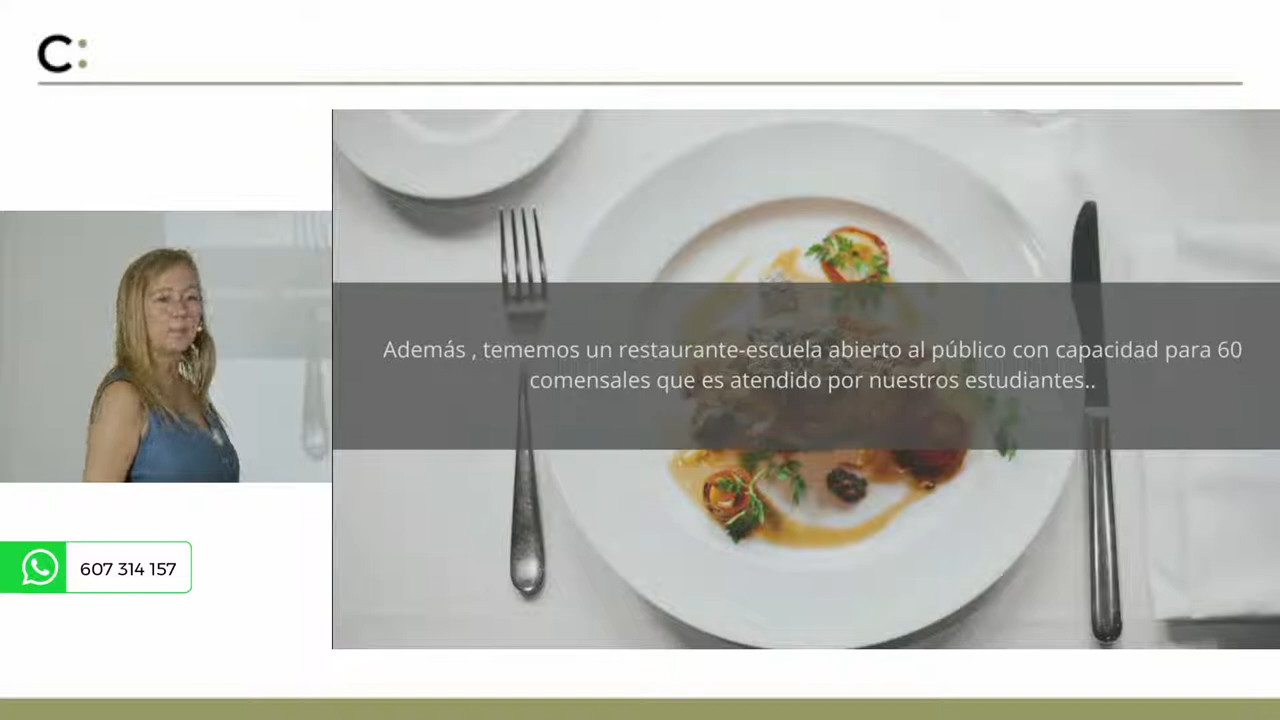 C:
Además , tememos un restaurante-escuela abierto al público con capacidad para 60
comensales que es atendido por nuestros estudiantes..
607 314 157